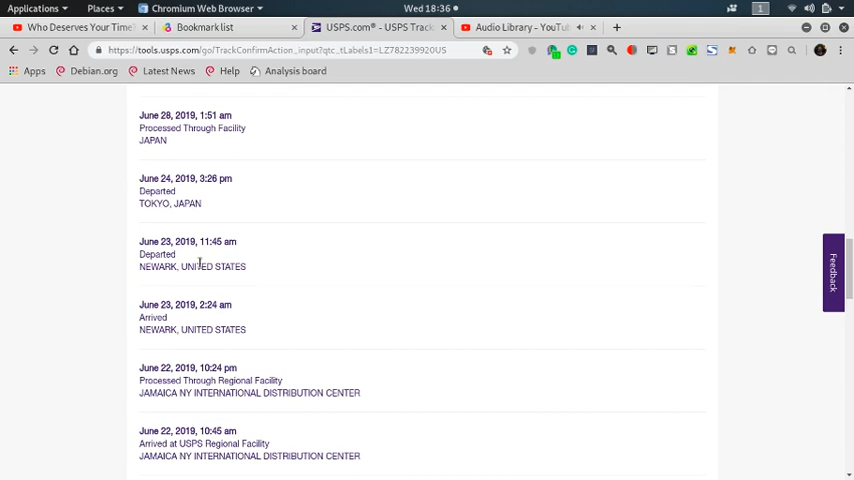 Applications Places Chromium Web Browser Wed 18:36 1
Who Deserves Your Time?
Bookmark list
USPS.com® - USPS Track
Audio Library - YouTu
https://tools.usps.com/go/TrackConfirmAction_input?qtc_tLabels1=LZ782239920US
Apps Debian.org Latest News Help Analysis board
June 28, 2019, 1:51 am
Processed Through Facility
JAPAN
June 24, 2019, 3:26 pm
Departed
TOKYO, JAPAN
June 23, 2019, 11:45 am
Departed
NEWARK, UNITED STATES
June 23, 2019, 2:24 am
Arrived
NEWARK, UNITED STATES
June 22, 2019, 10:24 pm
Processed Through Regional Facility
JAMAICA NY INTERNATIONAL DISTRIBUTION CENTER
June 22, 2019, 10:45 am
Arrived at USPS Regional Facility
JAMAICA NY INTERNATIONAL DISTRIBUTION CENTER
Feedback